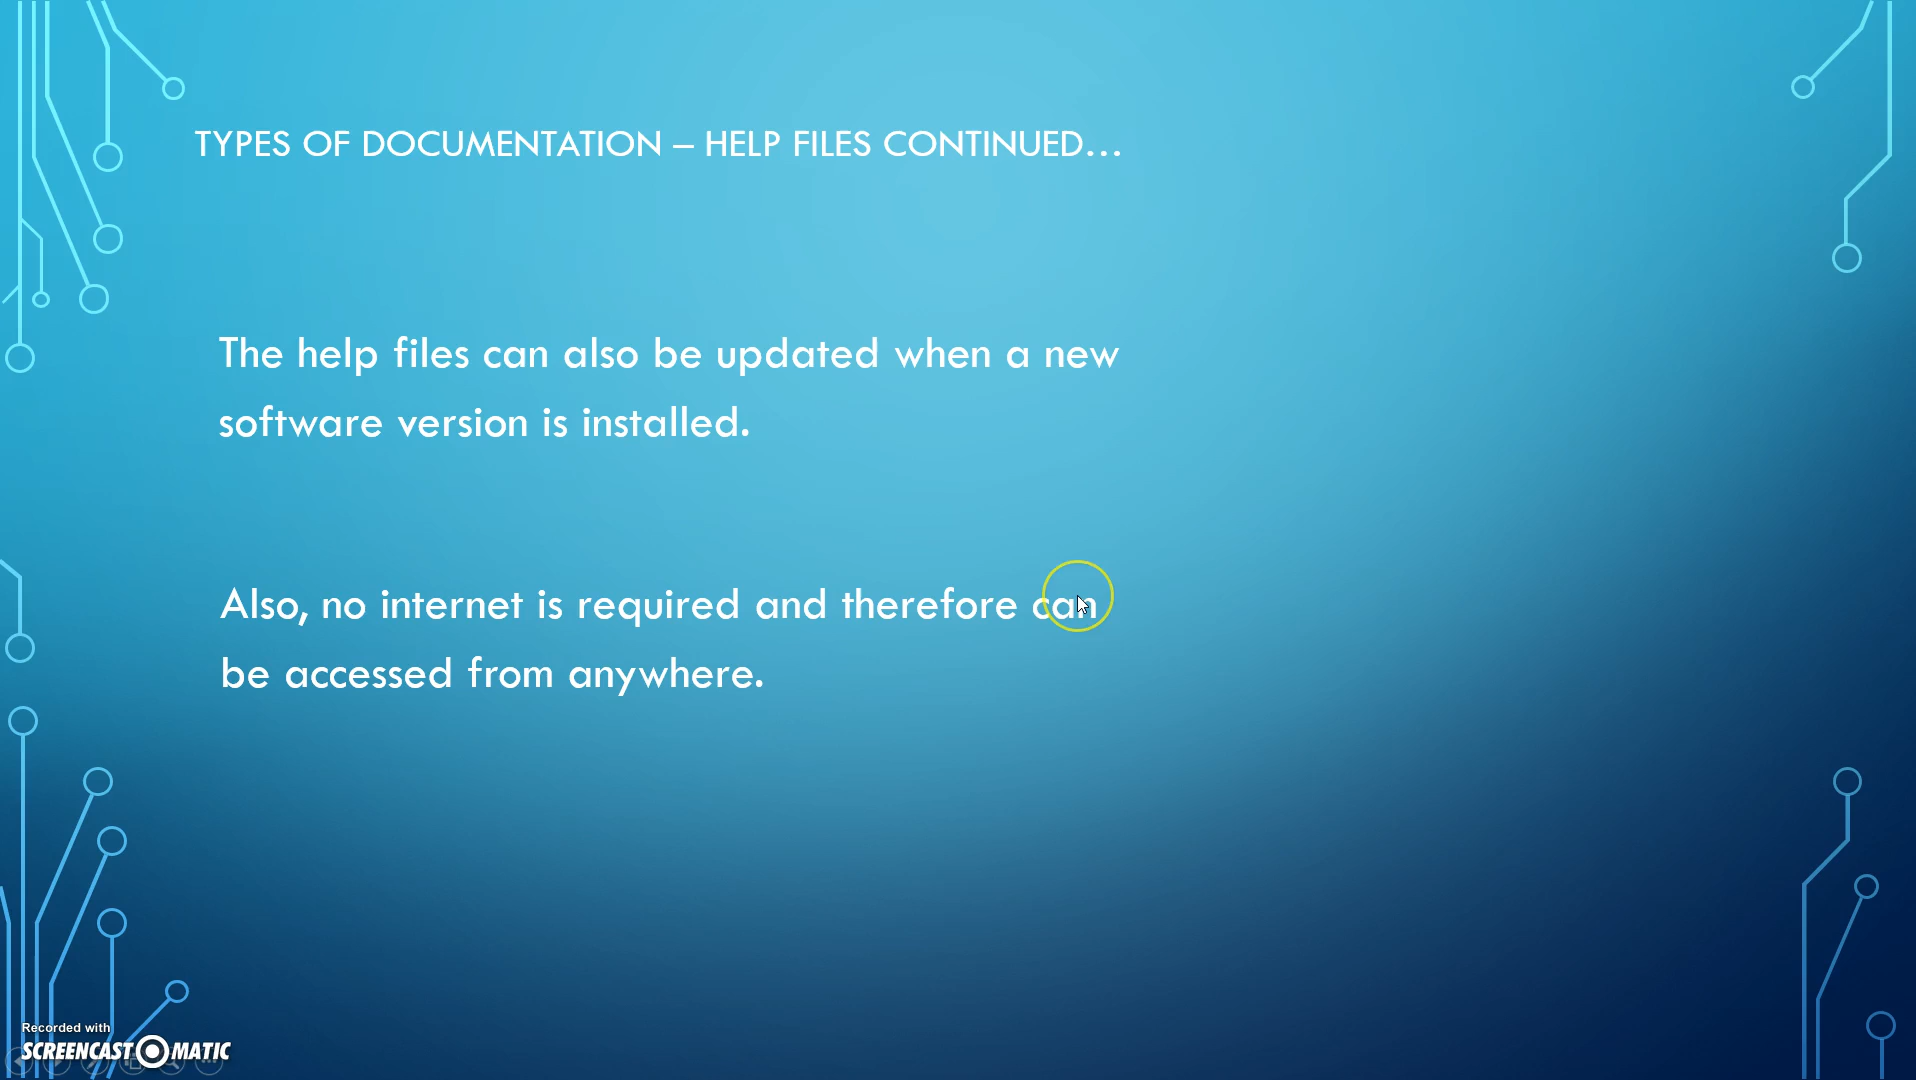 TYPES OF DOCUMENTATION – HELP FILES CONTINUED…
The help files can also be updated when a new
software version is installed.
Also, no internet is required and therefore can
be accessed from anywhere.
Recorded with
SCREENCAST MATIC